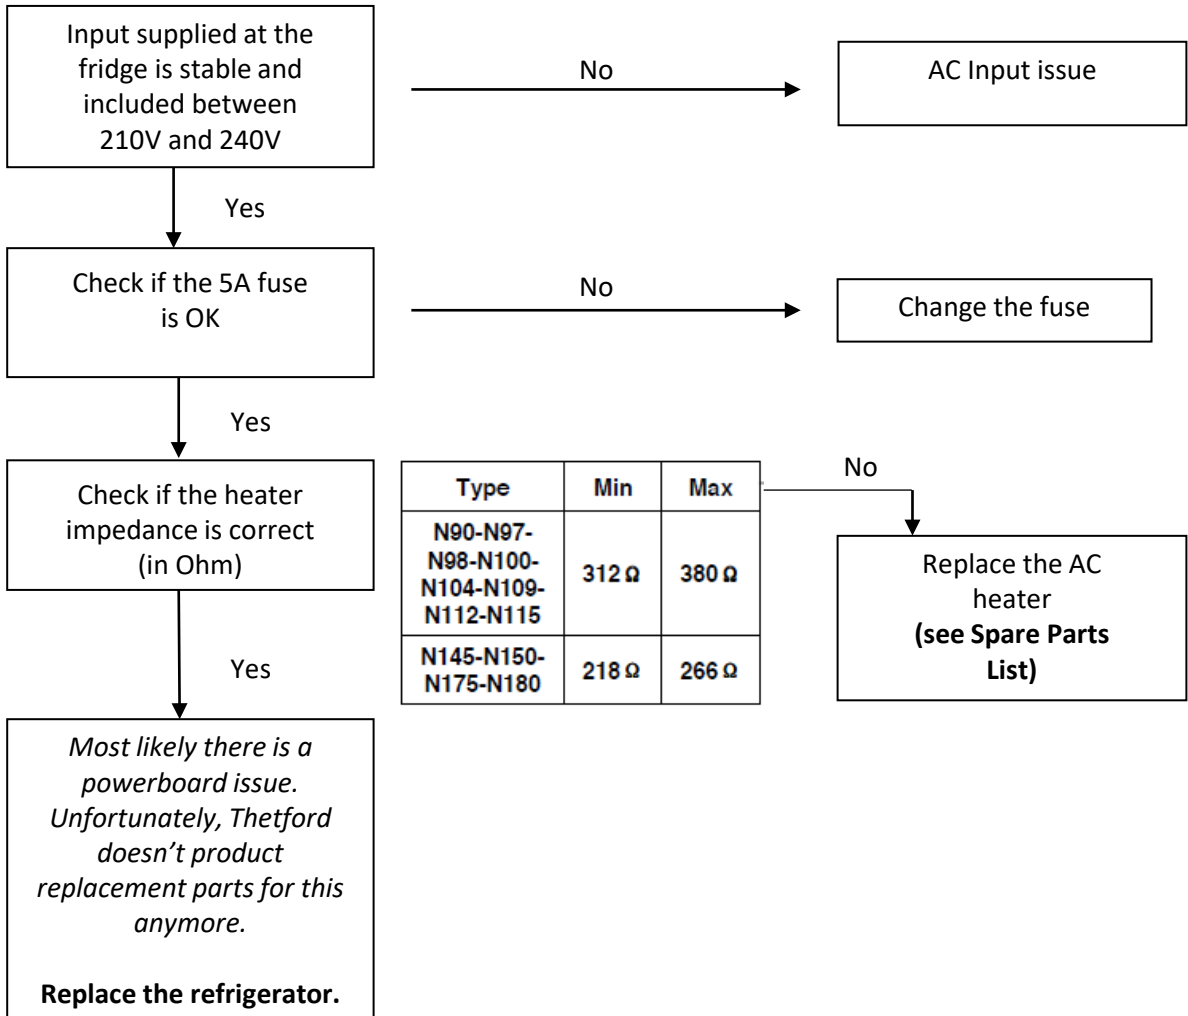 Input supplied at the
fridge is stable and
included between
210V and 240V
No
AC Input issue
Yes
Check if the 5A fuse
is OK
No
Change the fuse
Yes
Check if the heater
impedance is correct
(in Ohm)
Type Min Max
N90-N97-
N98-N100-
N104-N109-
N112-N115
312 Ω 380 Ω
N145-N150-
N175-N180
218 Ω 266 Ω
No
Replace the AC
heater
(see Spare Parts
List)
Yes
Most likely there is a
powerboard issue.
Unfortunately, Thetford
doesn’t product
replacement parts for this
anymore.
Replace the refrigerator.